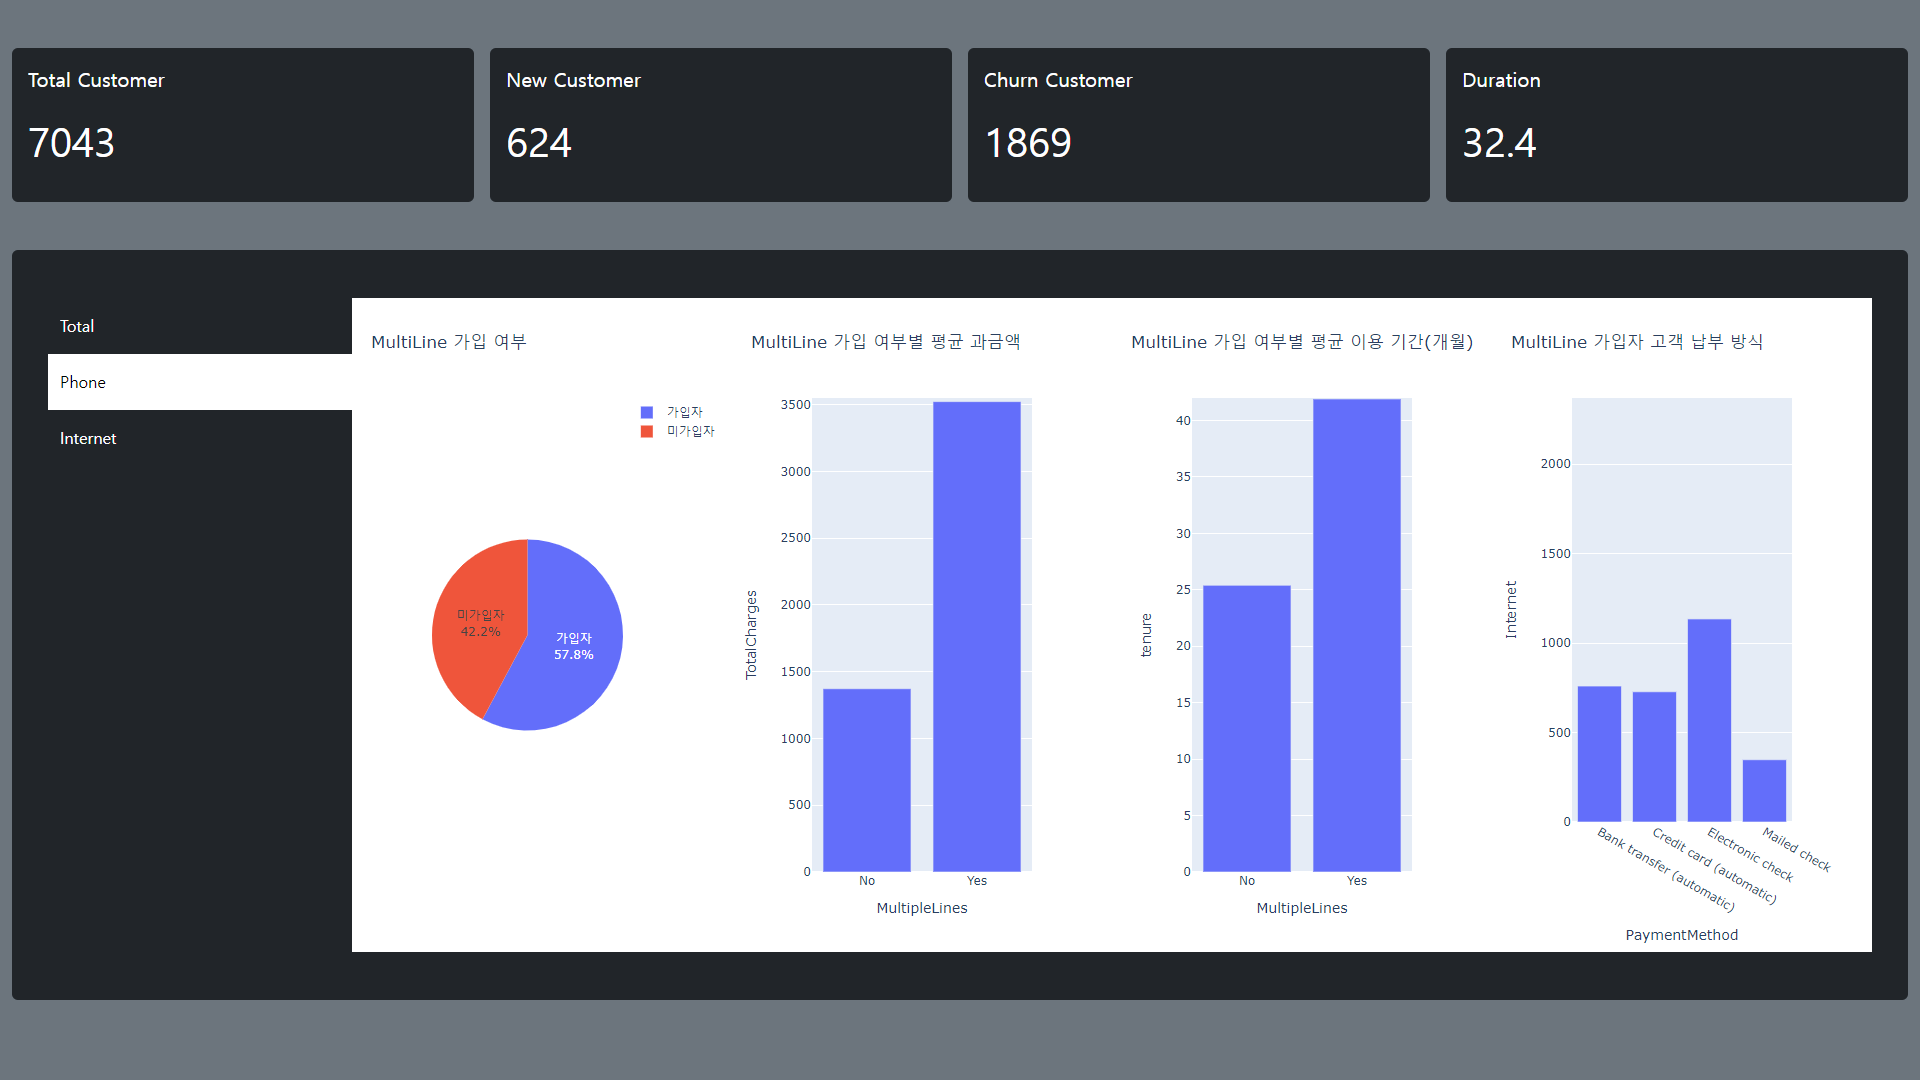 Total Customer
7043
New Customer
624
Churn Customer
1869
Duration
32.4
Total
Phone
Internet
MultiLine 가입 여부
가입자
미가입자
미가입자
42.2%
가입자
57.8%
MultiLine 가입 여부별 평균 과금액
3500
3000
2500
2000
1500
1000
500
0
TotalCharges
No
Yes
MultipleLines
MultiLine 가입 여부별 평균 이용 기간(개월)
40
35
30
25
20
15
10
5
0
tenure
No
Yes
MultipleLines
MultiLine 가입자 고객 납부 방식
2000
1500
1000
500
0
Internet
Bank transfer (automatic)
Credit card (automatic)
Electronic check
Mailed check
PaymentMethod